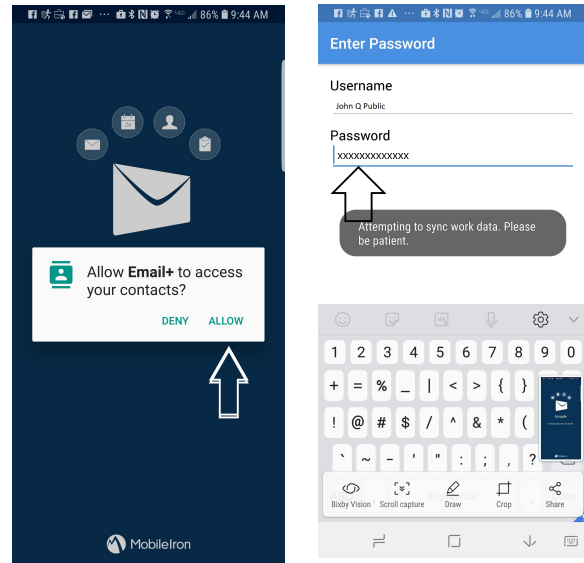 86% 9:44 AM
26
Allow Email+ to access
your contacts?
DENY ALLOW
MobileIron
86% 9:44 AM
Enter Password
Username
John Q Public
Password
xxxxxxxxxxxxx
Attempting to sync work data. Please
be patient.
1 2 3 4 5 6 7 8 9 0
+ = % _ | < > { }
! @ # $ / ^ & * (
` ~ - ' " : ; , ?
Bixby Vision Scroll capture Draw Crop Share